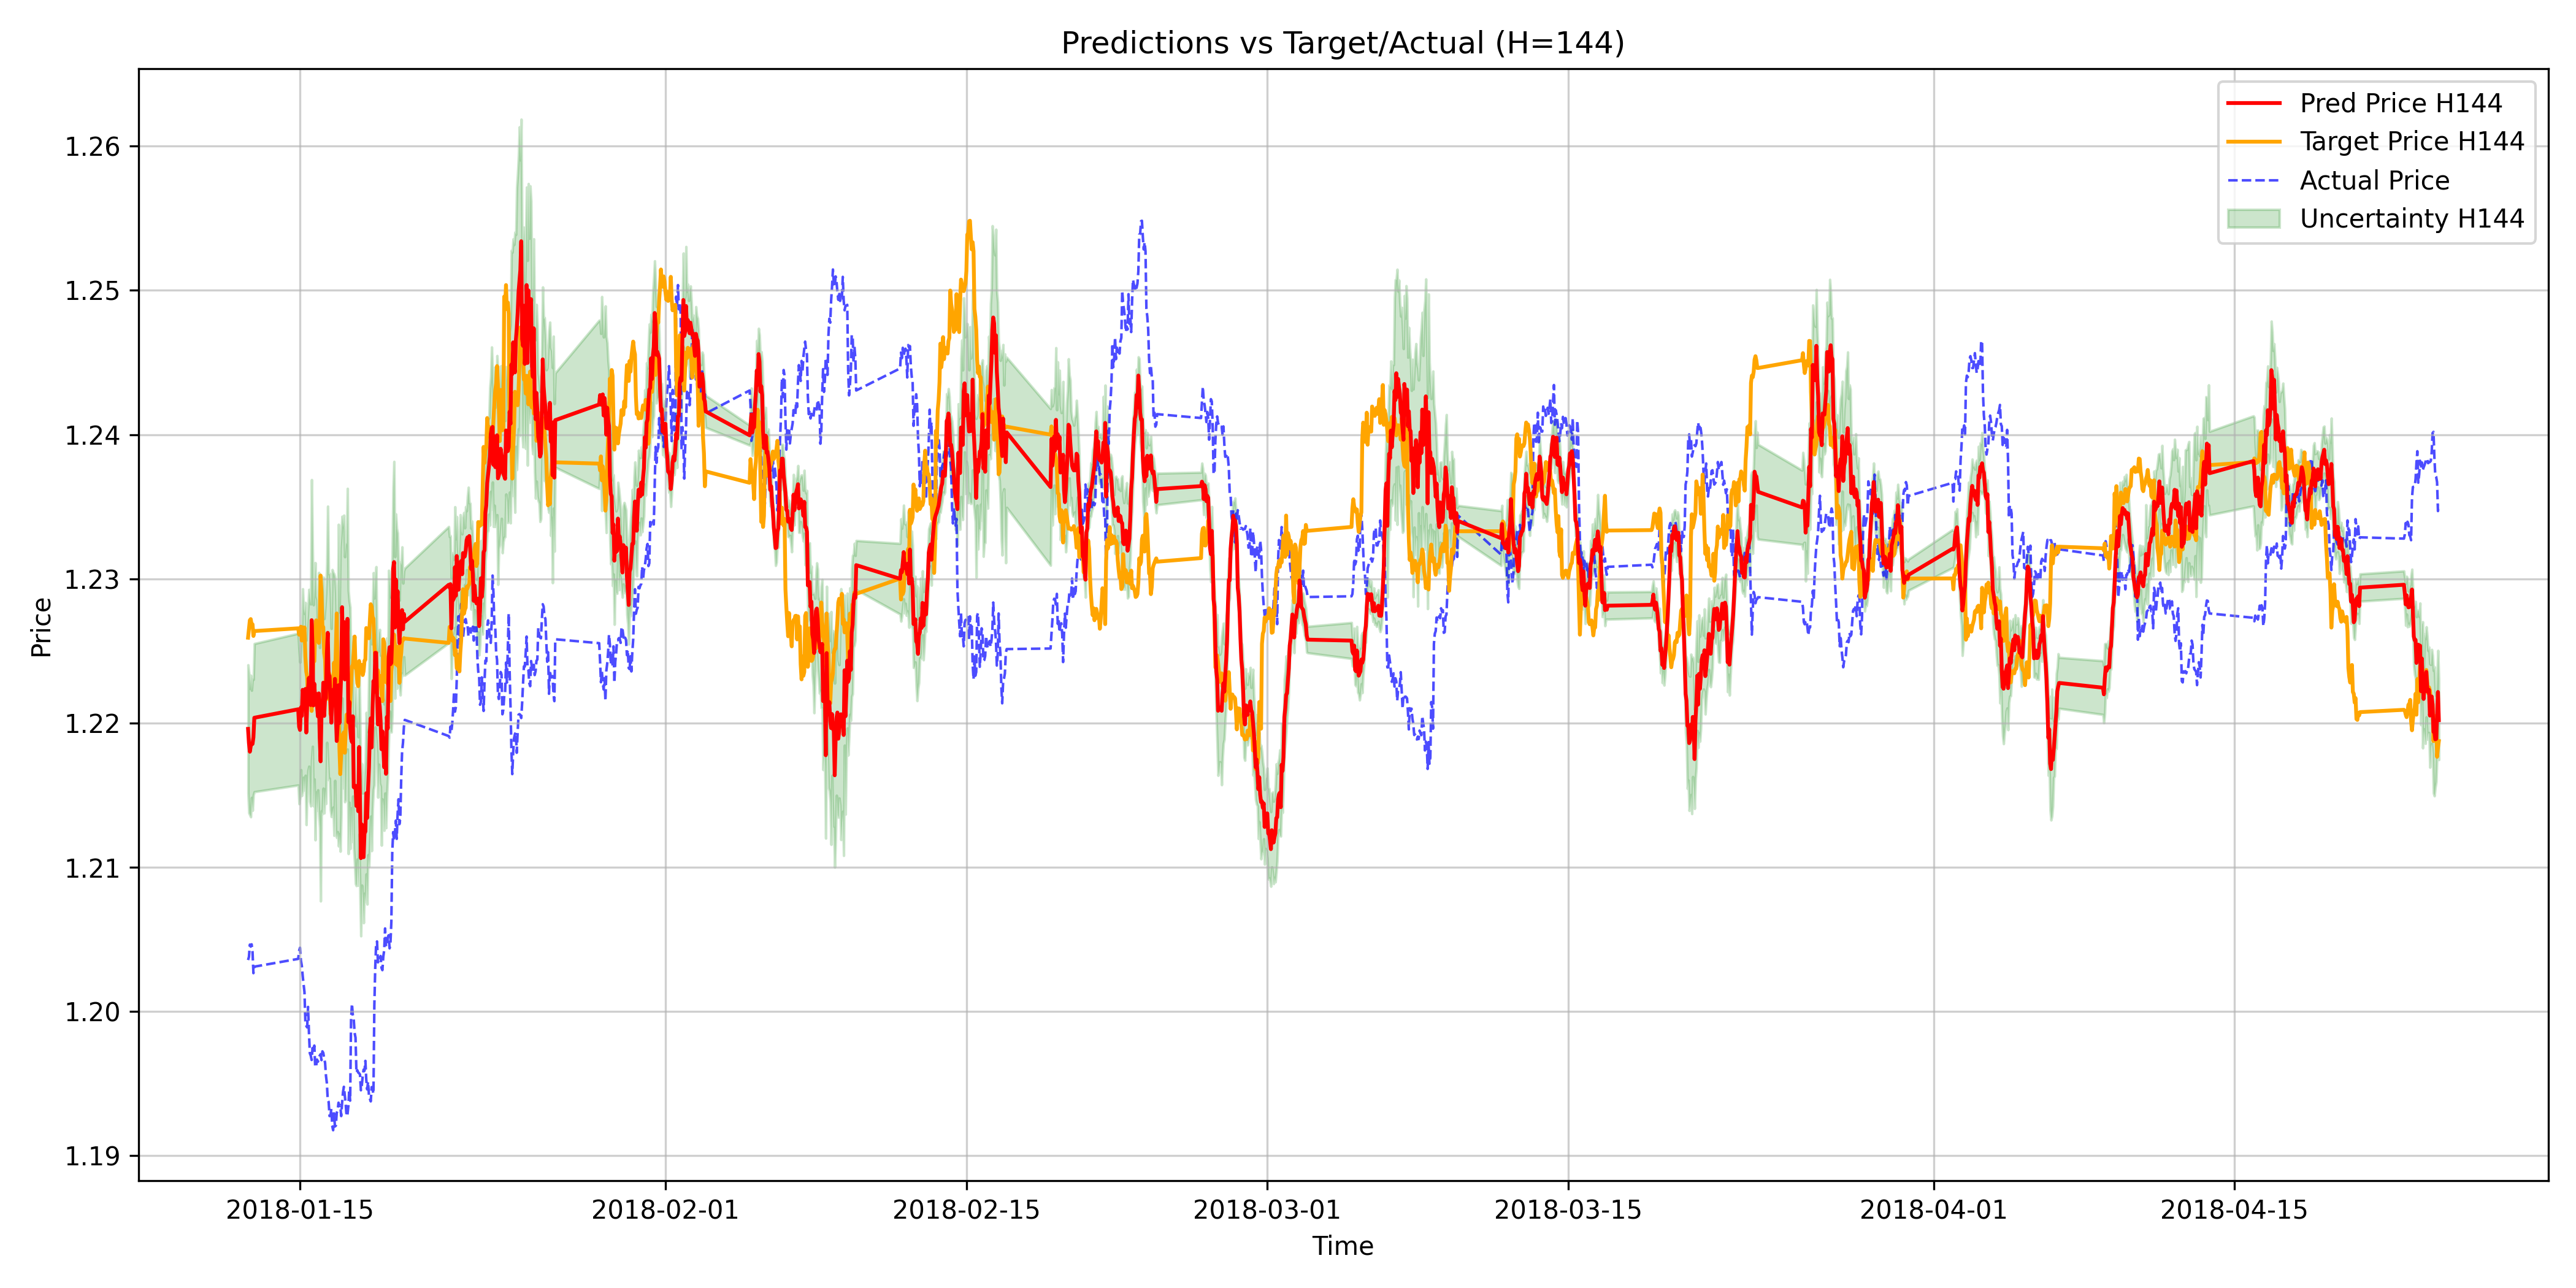 Predictions vs Target/Actual (H=144)
Pred Price H144
Target Price H144
Actual Price
Uncertainty H144
Price
1.26
1.25
1.24
1.23
1.22
1.21
1.20
1.19
2018-01-15
2018-02-01
2018-02-15
2018-03-01
2018-03-15
2018-04-01
2018-04-15
Time